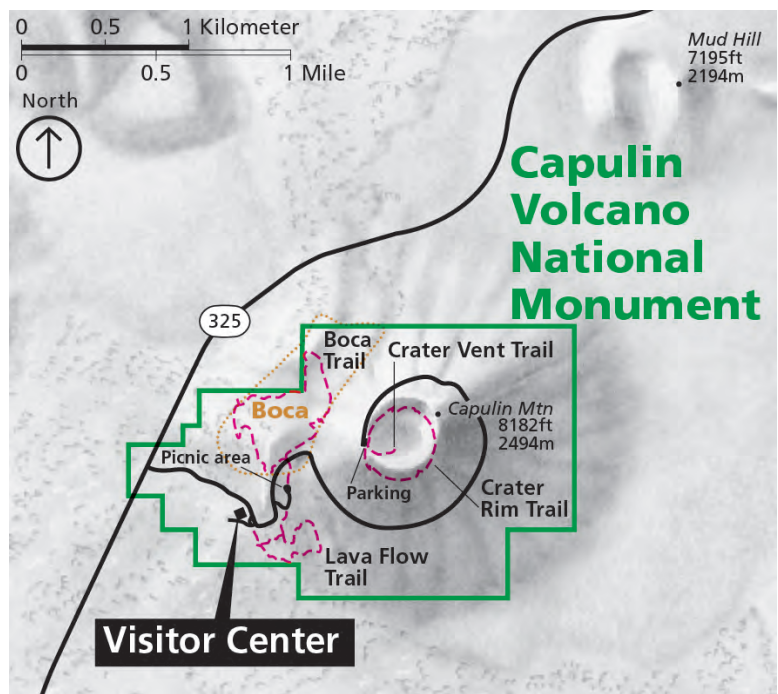 0 0.5 1 Kilometer
0 0.5 1 Mile
North
Mud Hill
7195ft
2194m
Capulin
Volcano
National
Monument
325
Boca
Trail
Crater Vent Trail
Boca
Capulin Mtn
8182ft
2494m
Picnic area
Parking
Crater
Rim Trail
Lava Flow
Trail
Visitor Center